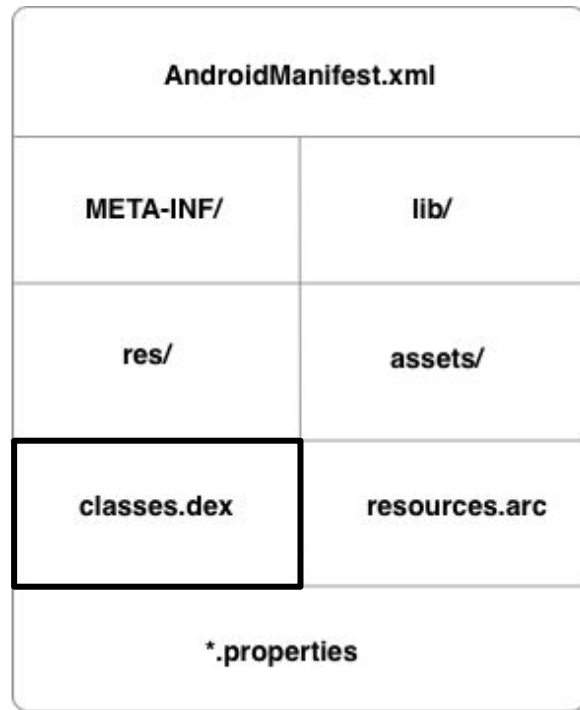 AndroidManifest.xml
META-INF/
lib/
res/
assets/
classes.dex
resources.arc
*.properties